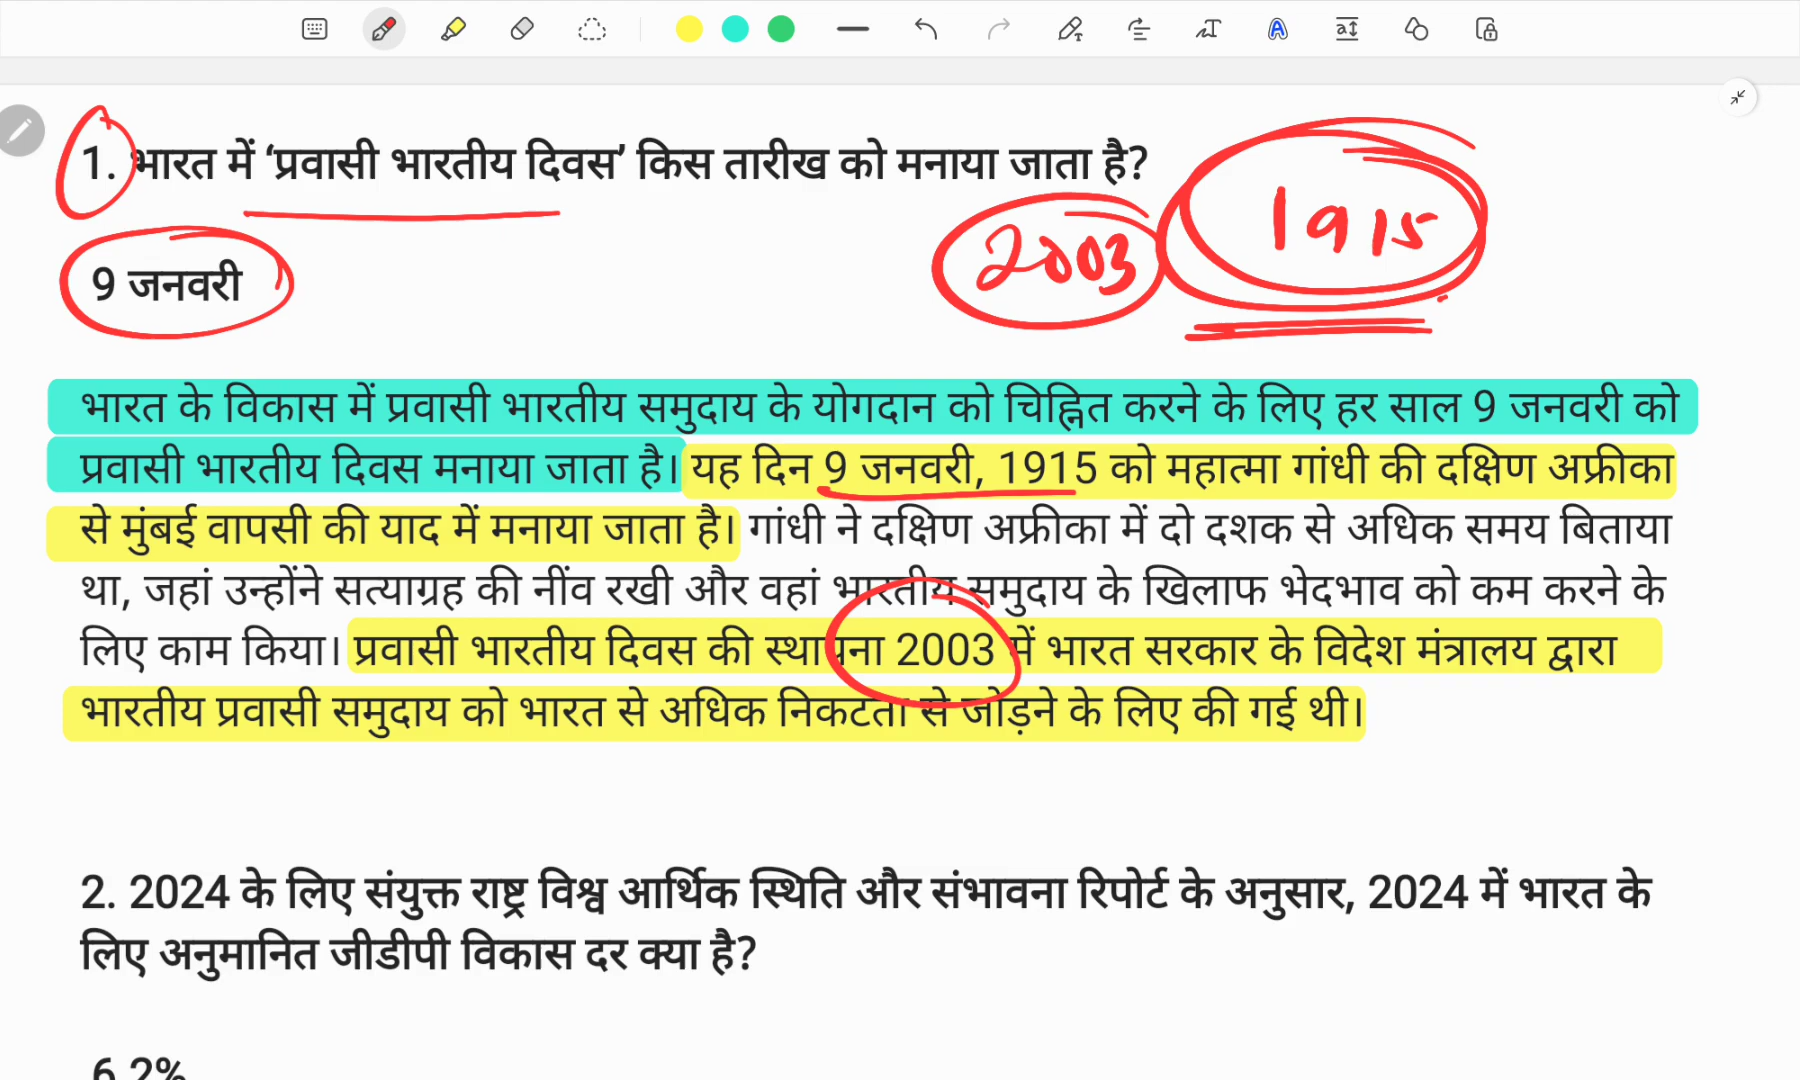 1. भारत में ‘प्रवासी भारतीय दिवस’ किस तारीख को मनाया जाता है?
2003
1915
9 जनवरी
भारत के विकास में प्रवासी भारतीय समुदाय के योगदान को चिह्नित करने के लिए हर साल 9 जनवरी को
प्रवासी भारतीय दिवस मनाया जाता है। यह दिन 9 जनवरी, 1915 को महात्मा गांधी की दक्षिण अफ्रीका
से मुंबई वापसी की याद में मनाया जाता है। गांधी ने दक्षिण अफ्रीका में दो दशक से अधिक समय बिताया
था, जहां उन्होंने सत्याग्रह की नींव रखी और वहां भारतीय समुदाय के खिलाफ भेदभाव को कम करने के
लिए काम किया। प्रवासी भारतीय दिवस की स्थापना 2003 में भारत सरकार के विदेश मंत्रालय द्वारा
भारतीय प्रवासी समुदाय को भारत से अधिक निकटता से जोड़ने के लिए की गई थी।
2. 2024 के लिए संयुक्त राष्ट्र विश्व आर्थिक स्थिति और संभावना रिपोर्ट के अनुसार, 2024 में भारत के
लिए अनुमानित जीडीपी विकास दर क्या है?
6.2%